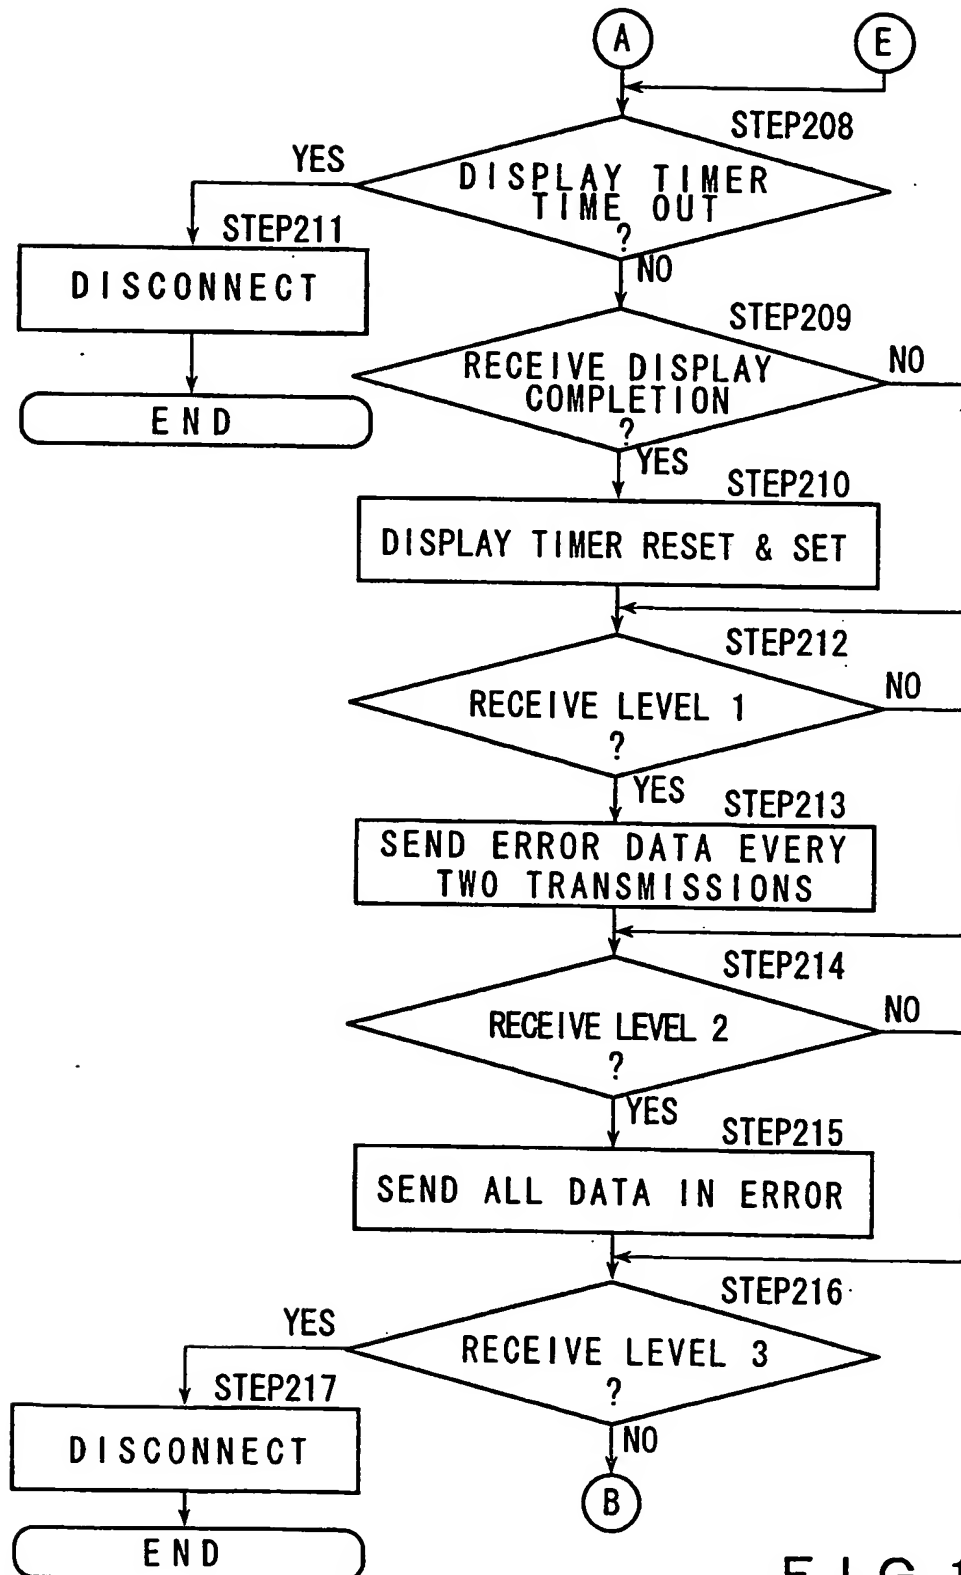 A
E
STEP208
YES
DISPLAY TIMER
TIME OUT
?
NO
STEP211
DISCONNECT
END
STEP209
RECEIVE DISPLAY
COMPLETION
?
NO
YES
STEP210
DISPLAY TIMER RESET & SET
STEP212
RECEIVE LEVEL 1
?
NO
YES
STEP213
SEND ERROR DATA EVERY
TWO TRANSMISSIONS
STEP214
RECEIVE LEVEL 2
?
NO
YES
STEP215
SEND ALL DATA IN ERROR
STEP216
YES
RECEIVE LEVEL 3
?
NO
STEP217
DISCONNECT
END
B